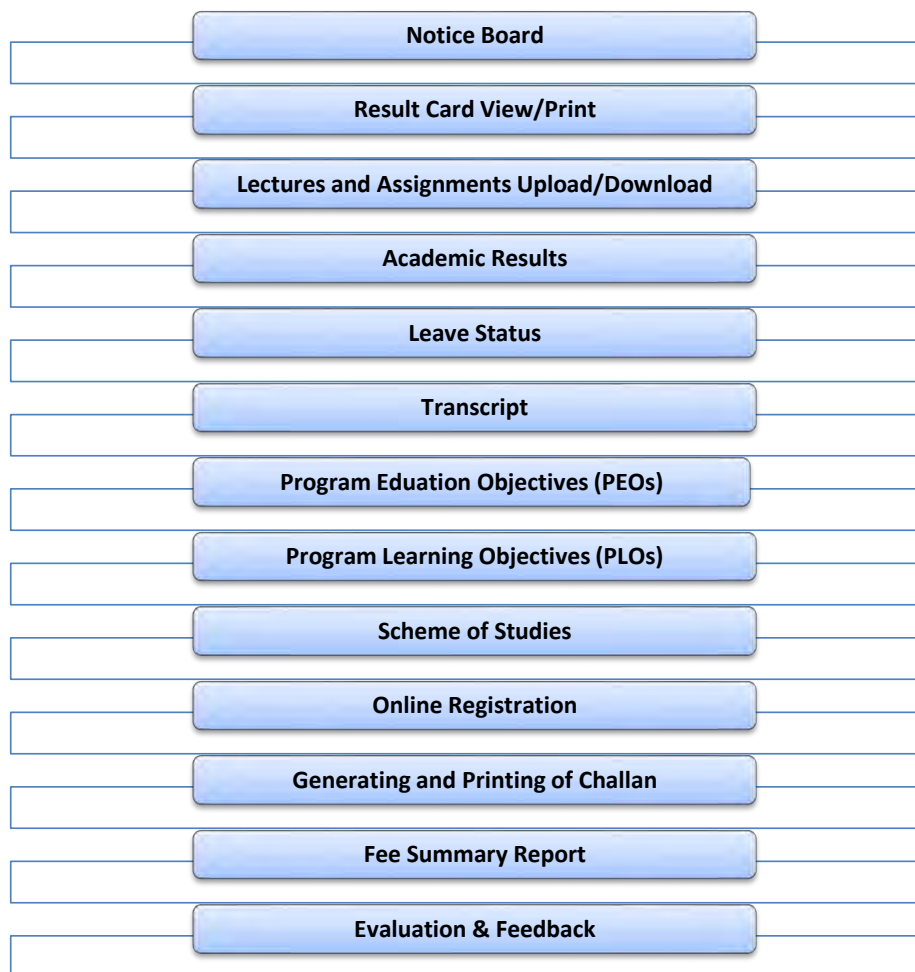 Notice Board
Result Card View/Print
Lectures and Assignments Upload/Download
Academic Results
Leave Status
Transcript
Program Eduation Objectives (PEOs)
Program Learning Objectives (PLOs)
Scheme of Studies
Online Registration
Generating and Printing of Challan
Fee Summary Report
Evaluation & Feedback